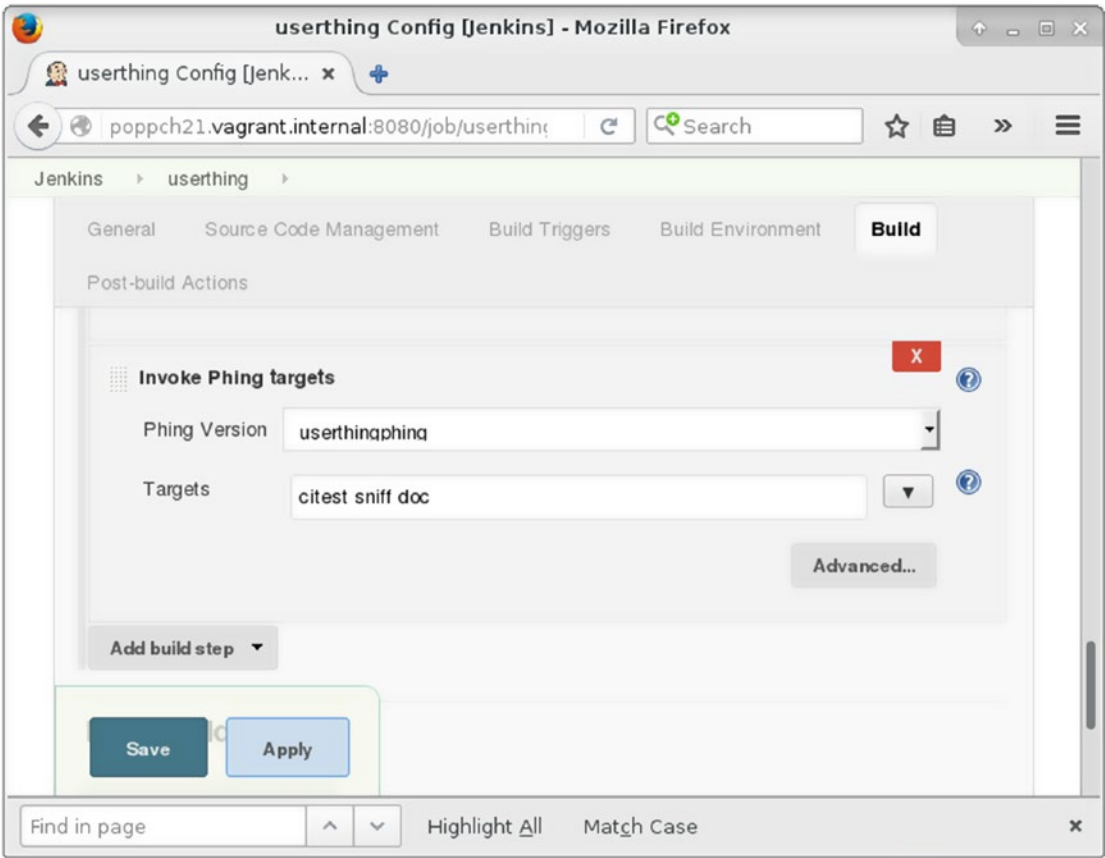 userthing Config [Jenkins] - Mozilla Firefox
userthing Config [Jenk...
poppch21.vagrant.internal:8080/job/userthing
Search
Jenkins userthing
General Source Code Management Build Triggers Build Environment Build
Post-build Actions
X
Invoke Phing targets
Phing Version userthingphing
Targets citest sniff doc
Advanced...
Add build step
Save Apply
Find in page Highlight All Match Case